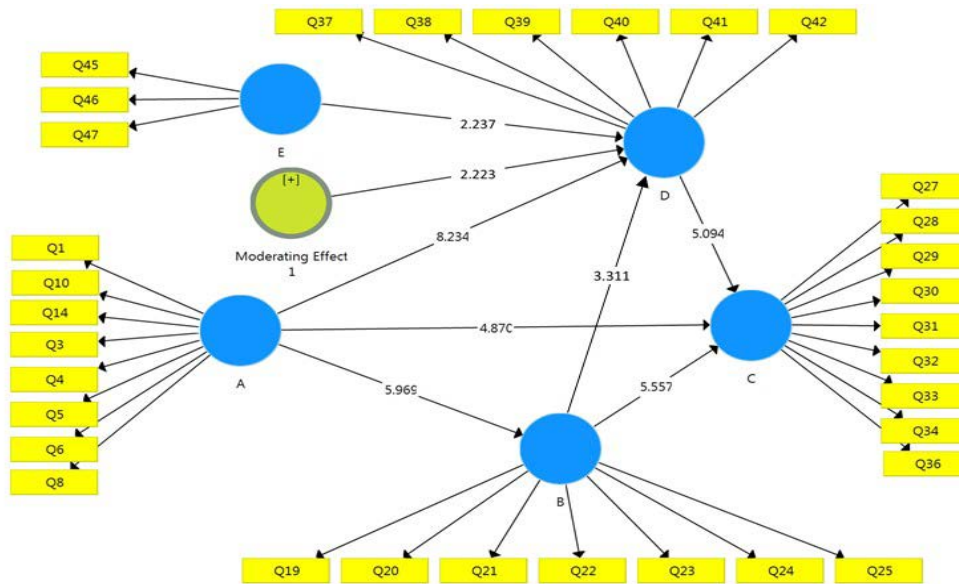 Q37
Q38
Q39
Q40
Q41
Q42
Q45
Q46
Q47
E
2.237
[+]
2.223
Moderating Effect
1
D
8.234
3.311
5.094
Q27
Q28
Q29
Q30
Q31
Q32
Q33
Q34
Q36
Q1
Q10
Q14
Q3
Q4
Q5
Q6
Q8
A
4.870
C
5.969
5.557
B
Q19
Q20
Q21
Q22
Q23
Q24
Q25